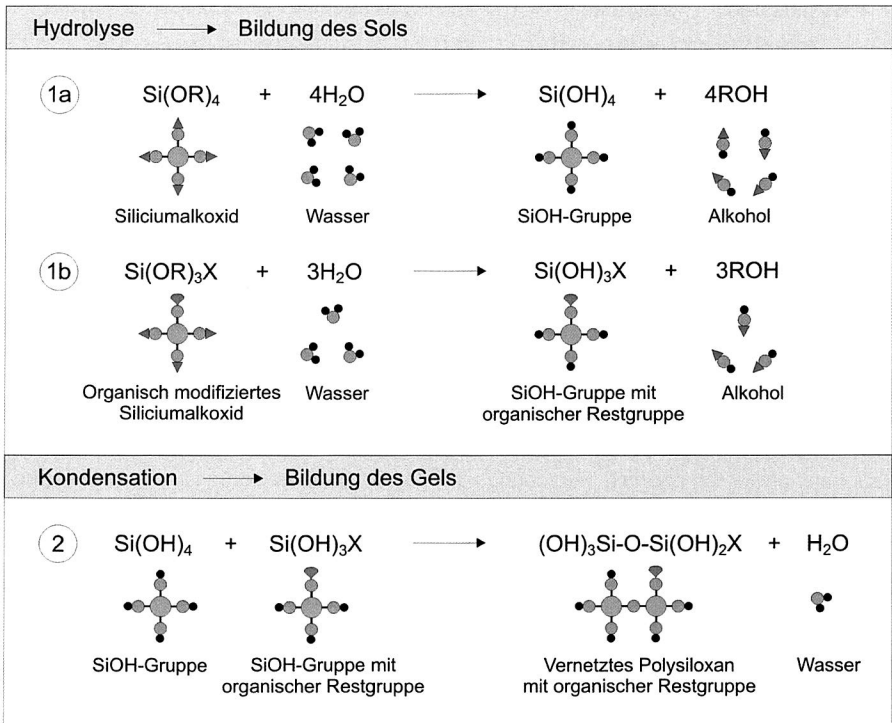 Hydrolyse → Bildung des Sols
1a Si(OR)₄ + 4H₂O → Si(OH)₄ + 4ROH
Siliciumalkoxid Wasser SiOH-Gruppe Alkohol
1b Si(OR)₃X + 3H₂O → Si(OH)₃X + 3ROH
Organisch modifiziertes Siliciumalkoxid Wasser SiOH-Gruppe mit organischer Restgruppe Alkohol
Kondensation → Bildung des Gels
2 Si(OH)₄ + Si(OH)₃X → (OH)₃Si-O-Si(OH)₂X + H₂O
SiOH-Gruppe SiOH-Gruppe mit organischer Restgruppe Vernetztes Polysiloxan mit organischer Restgruppe Wasser